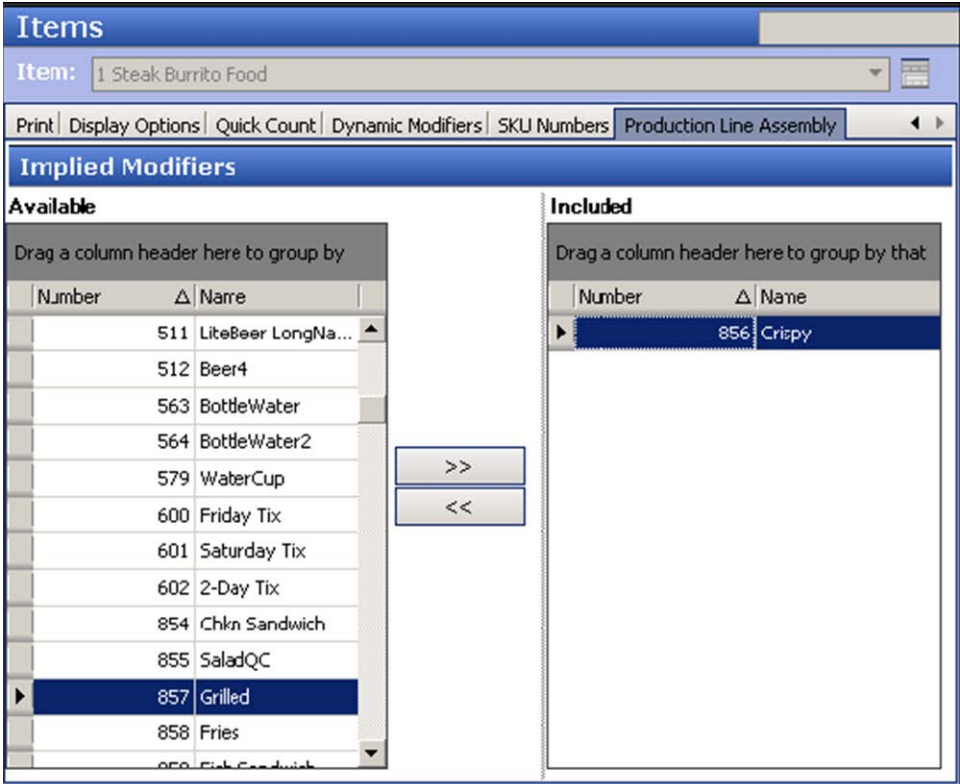 Items
Item: 1 Steak Burrito Food
Print Display Options Quick Count Dynamic Modifiers SKU Numbers Production Line Assembly
Implied Modifiers
Available
Drag a column header here to group by
Number Name
511 LiteBeer LongNa...
512 Beer4
563 BottleWater
564 BottleWater2
579 WaterCup
600 Friday Tix
601 Saturday Tix
602 2-Day Tix
854 Chkn Sandwich
855 SaladQC
857 Grilled
858 Fries
>>
<<
Included
Drag a column header here to group by that
Number Name
856 Crispy